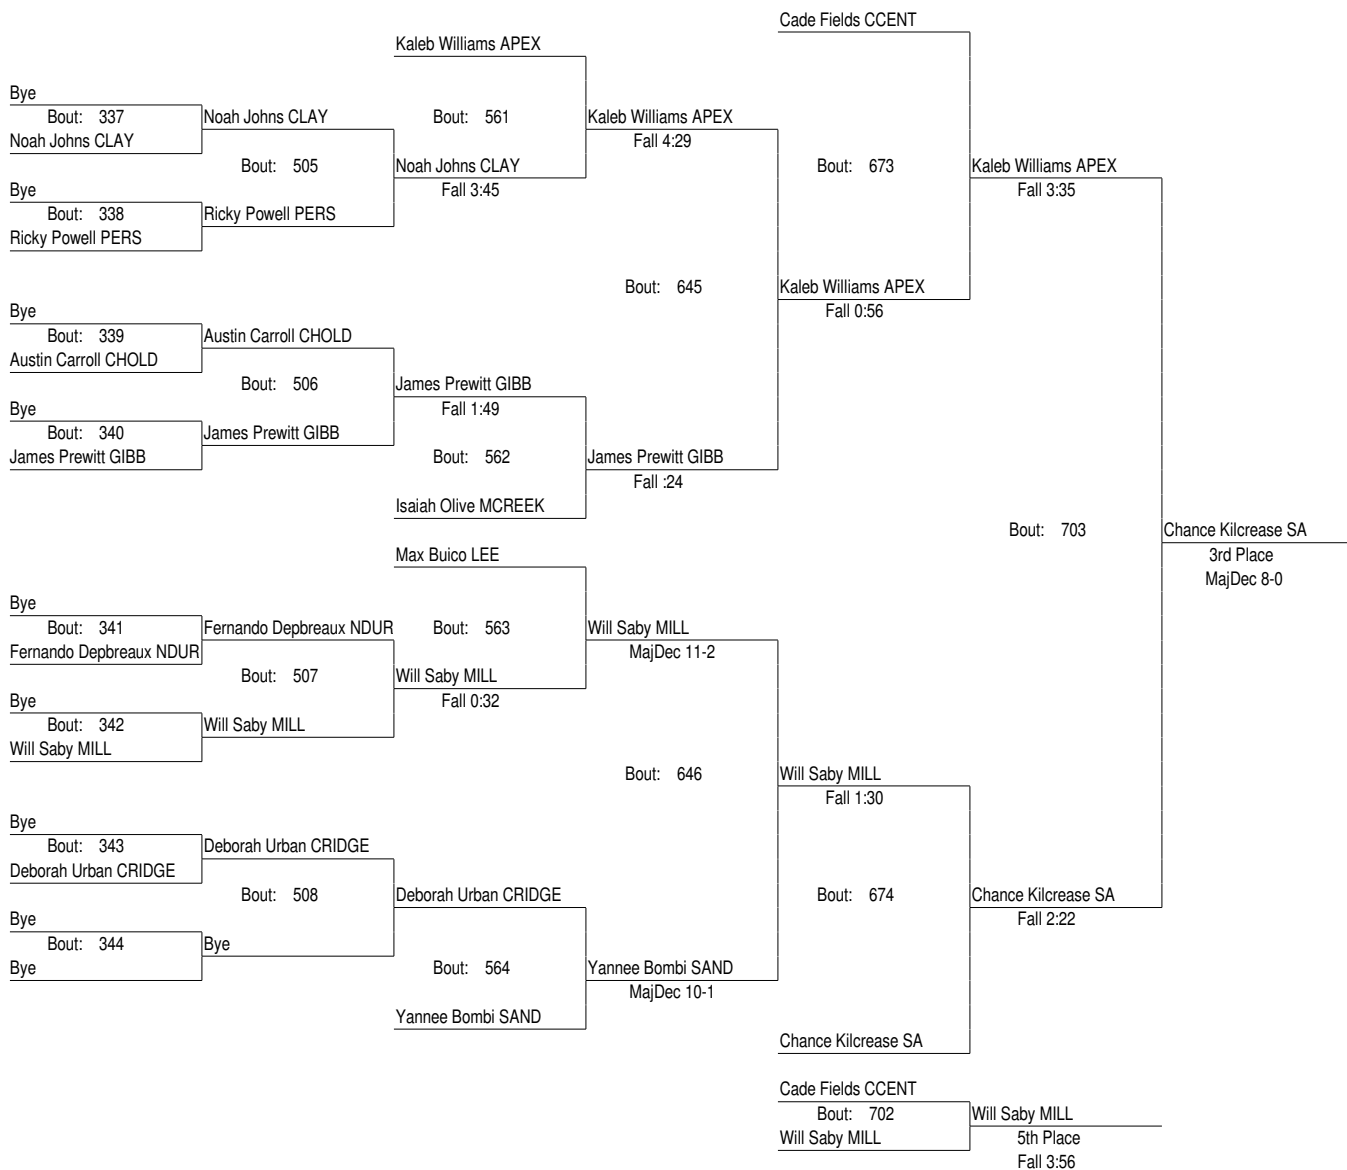 Cade Fields CCENT
Kaleb Williams APEX
Bye
Bout: 337
Noah Johns CLAY
Bout: 561
Kaleb Williams APEX
Noah Johns CLAY
Fall 4:29
Bout: 505
Noah Johns CLAY
Bout: 673
Kaleb Williams APEX
Bye
Fall 3:45
Fall 3:35
Bout: 338
Ricky Powell PERS
Ricky Powell PERS
Bout: 645
Kaleb Williams APEX
Bye
Fall 0:56
Bout: 339
Austin Carroll CHOLD
Austin Carroll CHOLD
Bout: 506
James Prewitt GIBB
Bye
Fall 1:49
Bout: 340
James Prewitt GIBB
James Prewitt GIBB
Bout: 562
James Prewitt GIBB
Fall :24
Isaiah Olive MCREEK
Bout: 703
Chance Kilcrease SA
Max Buico LEE
3rd Place
MajDec 8-0
Bye
Bout: 341
Fernando Depbreaux NDUR
Bout: 563
Will Saby MILL
Fernando Depbreaux NDUR
MajDec 11-2
Bout: 507
Will Saby MILL
Bye
Fall 0:32
Bout: 342
Will Saby MILL
Will Saby MILL
Bout: 646
Will Saby MILL
Fall 1:30
Bye
Bout: 343
Deborah Urban CRIDGE
Deborah Urban CRIDGE
Bout: 508
Deborah Urban CRIDGE
Bout: 674
Chance Kilcrease SA
Bye
Fall 2:22
Bout: 344
Bye
Bye
Bout: 564
Yannee Bombi SAND
MajDec 10-1
Yannee Bombi SAND
Chance Kilcrease SA
Cade Fields CCENT
Bout: 702
Will Saby MILL
Will Saby MILL
5th Place
Fall 3:56